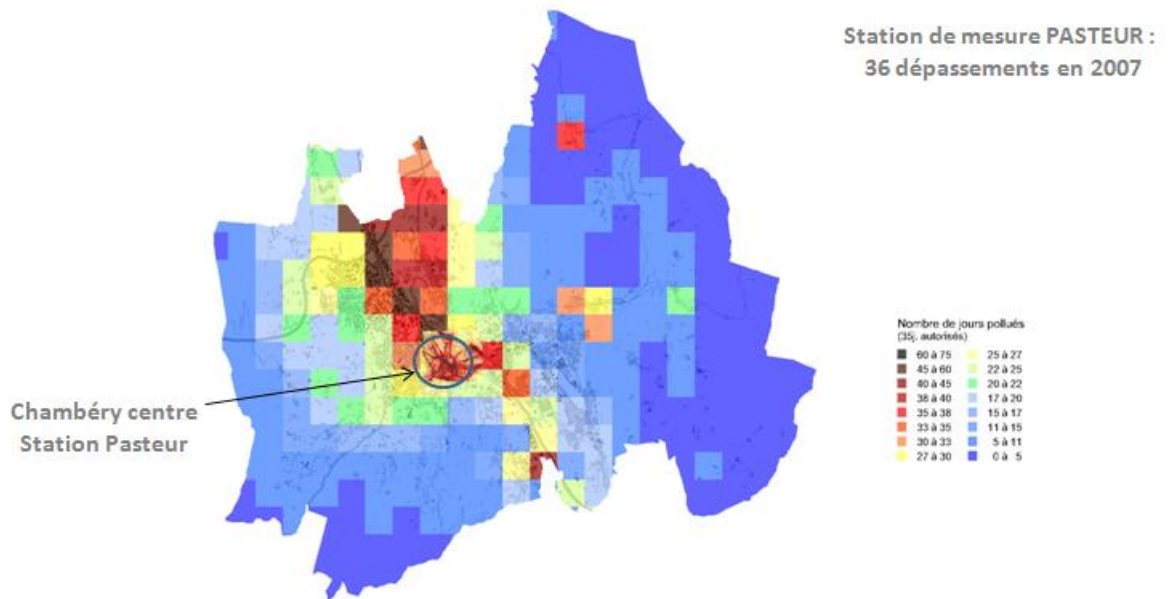 Station de mesure PASTEUR :
36 dépassements en 2007
Chambéry centre
Station Pasteur
Nombre de jours pollués
(35j. autorisés)
60 à 75 25 à 27
45 à 60 22 à 25
40 à 45 20 à 22
38 à 40 17 à 20
35 à 38 15 à 17
33 à 35 11 à 15
30 à 33 5 à 11
27 à 30 0 à 5